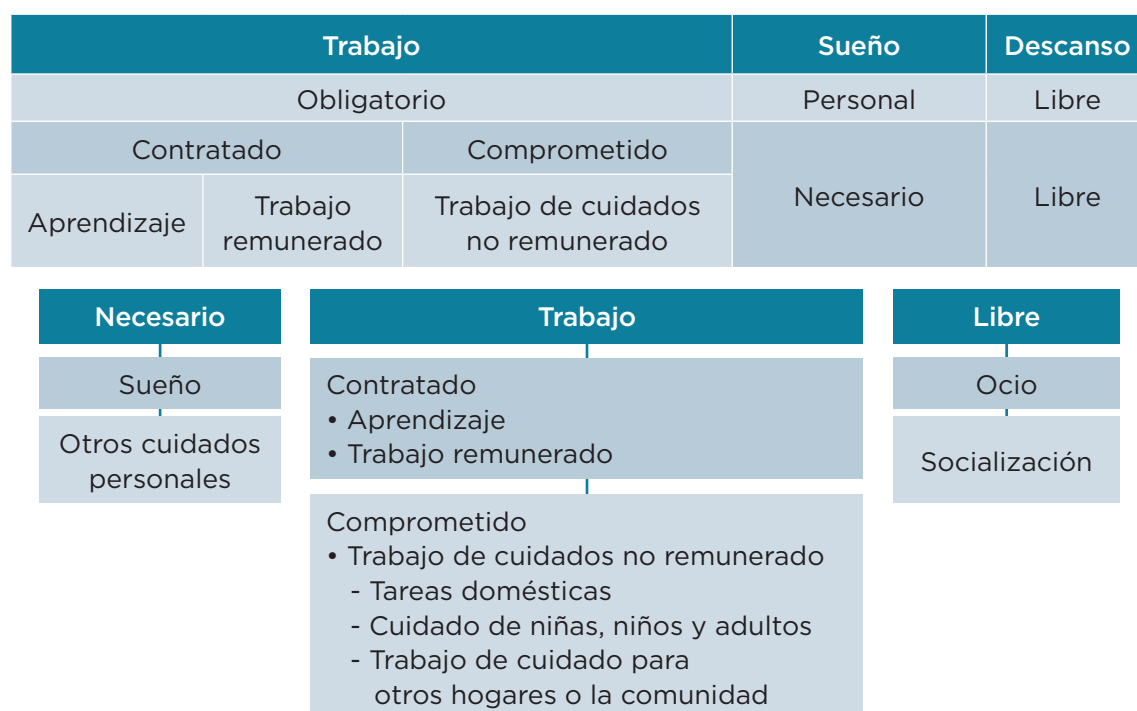 Trabajo
Sueño
Descanso
Obligatorio
Personal
Libre
Contratado
Comprometido
Necesario
Libre
Aprendizaje
Trabajo
remunerado
Trabajo de cuidados
no remunerado
Necesario
Sueño
Otros cuidados
personales
Trabajo
Contratado
• Aprendizaje
• Trabajo remunerado
Comprometido
• Trabajo de cuidados no remunerado
- Tareas domésticas
- Cuidado de niñas, niños y adultos
- Trabajo de cuidado para
otros hogares o la comunidad
Libre
Ocio
Socialización